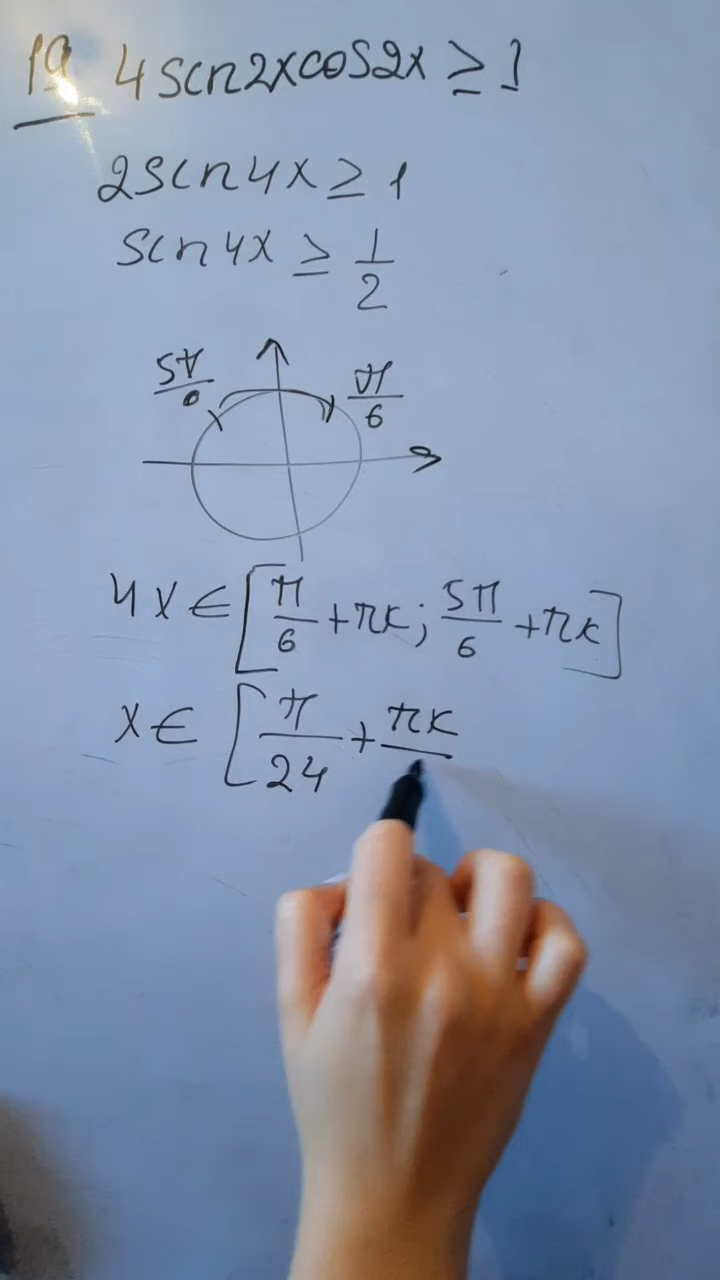 19 4sin2xcos2x ≥ 1
2sin4x ≥ 1
sin4x ≥ 1/2
5π/6 π/6
4x ∈ [π/6 + πk; 5π/6 + πk]
x ∈ [π/24 + πk/